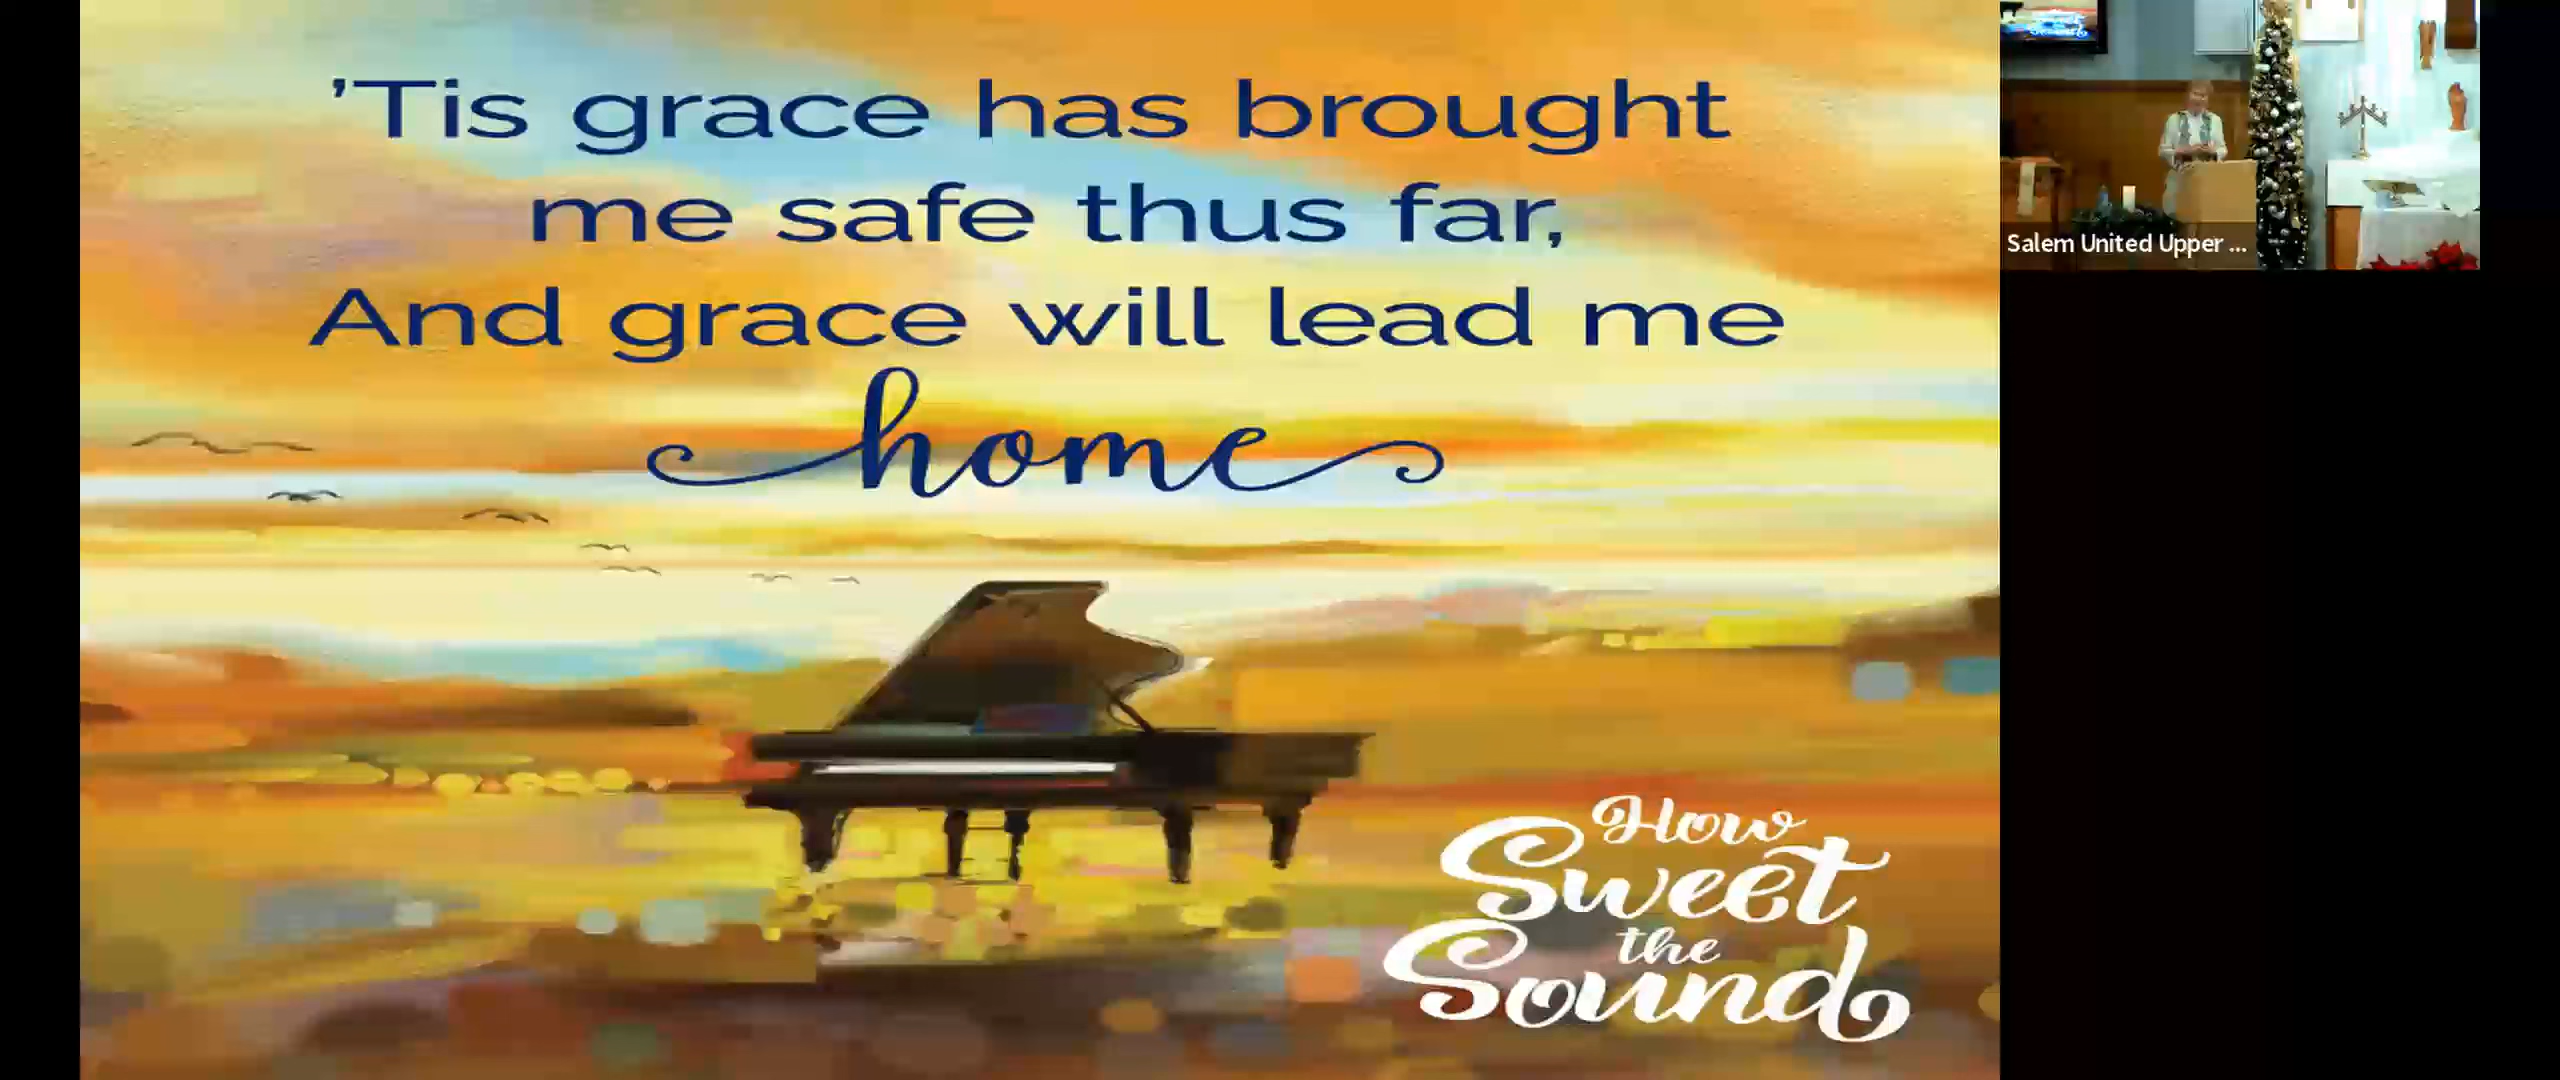 ’Tis grace has brought
me safe thus far,
And grace will lead me
home
How
Sweet
the
Sound
Salem United Upper ...